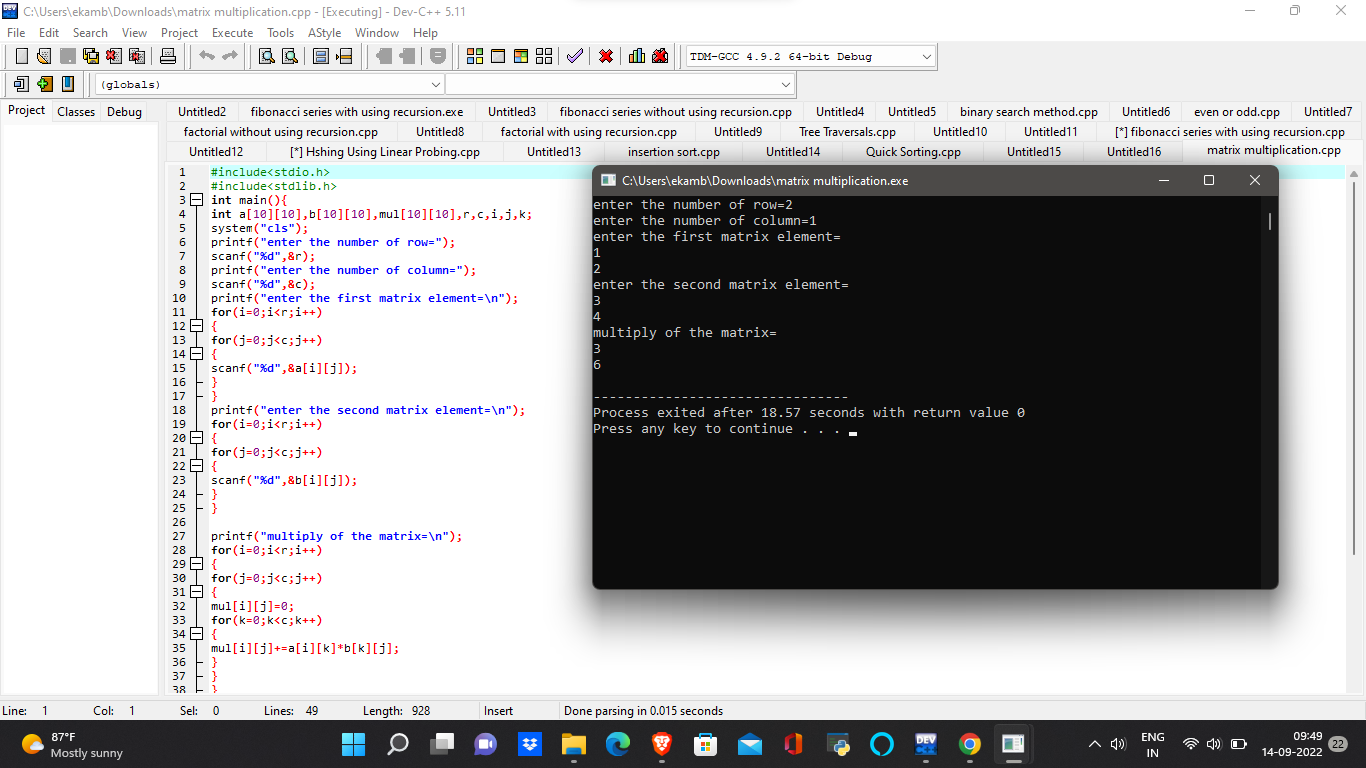 C:\Users\ekamb\Downloads\matrix multiplication.cpp - [Executing] - Dev-C++ 5.11
File Edit Search View Project Execute Tools AStyle Window Help
TDM-GCC 4.9.2 64-bit Debug
(globals)
Project Classes Debug
Untitled2 fibonacci series with using recursion.exe Untitled3 fibonacci series without using recursion.cpp Untitled4 Untitled5 binary search method.cpp Untitled6 even or odd.cpp Untitled7
factorial without using recursion.cpp Untitled8 factorial with using recursion.cpp Untitled9 Tree Traversals.cpp Untitled10 Untitled11 [*] fibonacci series with using recursion.cpp
Untitled12 [*] Hshing Using Linear Probing.cpp Untitled13 insertion sort.cpp Untitled14 Quick Sorting.cpp Untitled15 Untitled16 matrix multiplication.cpp
1 #include<stdio.h>
2 #include<stdlib.h>
3 int main(){
4 int a[10][10],b[10][10],mul[10][10],r,c,i,j,k;
5 system("cls");
6 printf("enter the number of row=");
7 scanf("%d",&r);
8 printf("enter the number of column=");
9 scanf("%d",&c);
10 printf("enter the first matrix element=\n");
11 for(i=0;i<r;i++)
12 {
13 for(j=0;j<c;j++)
14 {
15 scanf("%d",&a[i][j]);
16 }
17 }
18 printf("enter the second matrix element=\n");
19 for(i=0;i<r;i++)
20 {
21 for(j=0;j<c;j++)
22 {
23 scanf("%d",&b[i][j]);
24 }
25 }
26
27 printf("multiply of the matrix=\n");
28 for(i=0;i<r;i++)
29 {
30 for(j=0;j<c;j++)
31 {
32 mul[i][j]=0;
33 for(k=0;k<c;k++)
34 {
35 mul[i][j]+=a[i][k]*b[k][j];
36 }
37 }
38 }
C:\Users\ekamb\Downloads\matrix multiplication.exe
enter the number of row=2
enter the number of column=1
enter the first matrix element=
1
2
enter the second matrix element=
3
4
multiply of the matrix=
3
6
--------------------------------
Process exited after 18.57 seconds with return value 0
Press any key to continue . . .
Line: 1 Col: 1 Sel: 0 Lines: 49 Length: 928 Insert Done parsing in 0.015 seconds
87°F
Mostly sunny
DEV
ENG
IN
09:49
14-09-2022
22